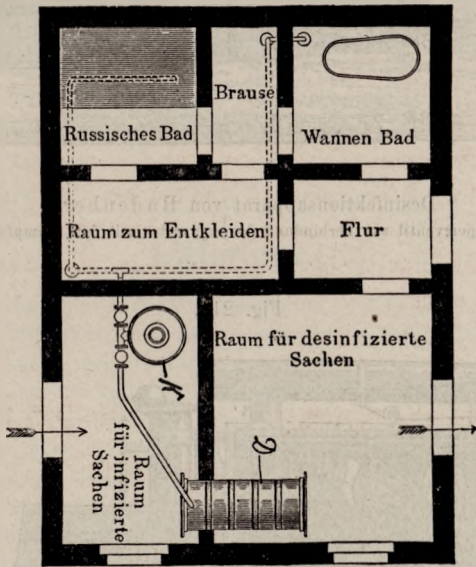 Brause
Russisches Bad
Wannen Bad
Raum zum Entkleiden
Flur
Raum für desinfizierte
Sachen
K
D
Raum
für infizierte
Sachen